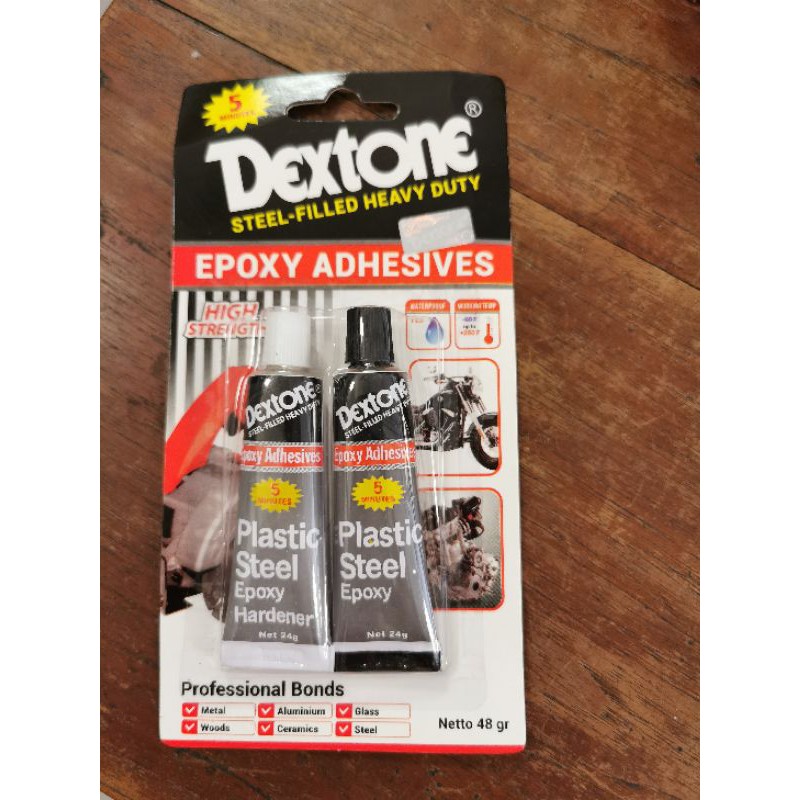 5
MINUTES
DEXTONE®
STEEL-FILLED HEAVY DUTY
EPOXY ADHESIVES
HIGH
STRENGTH
WATERPROOF
up to
DEXTONE®
STEEL-FILLED HEAVY DUTY
Epoxy Adhesives
5
MINUTES
Plastic
Steel
Epoxy
Hardener
Net 24g
DEXTONE
STEEL-FILLED HEAVY
Epoxy Adhesives
5
MINUTES
Plastic
Steel
Epoxy
Net 24g
Professional Bonds
Metal
Aluminium
Glass
Woods
Ceramics
Steel
Netto 48 gr